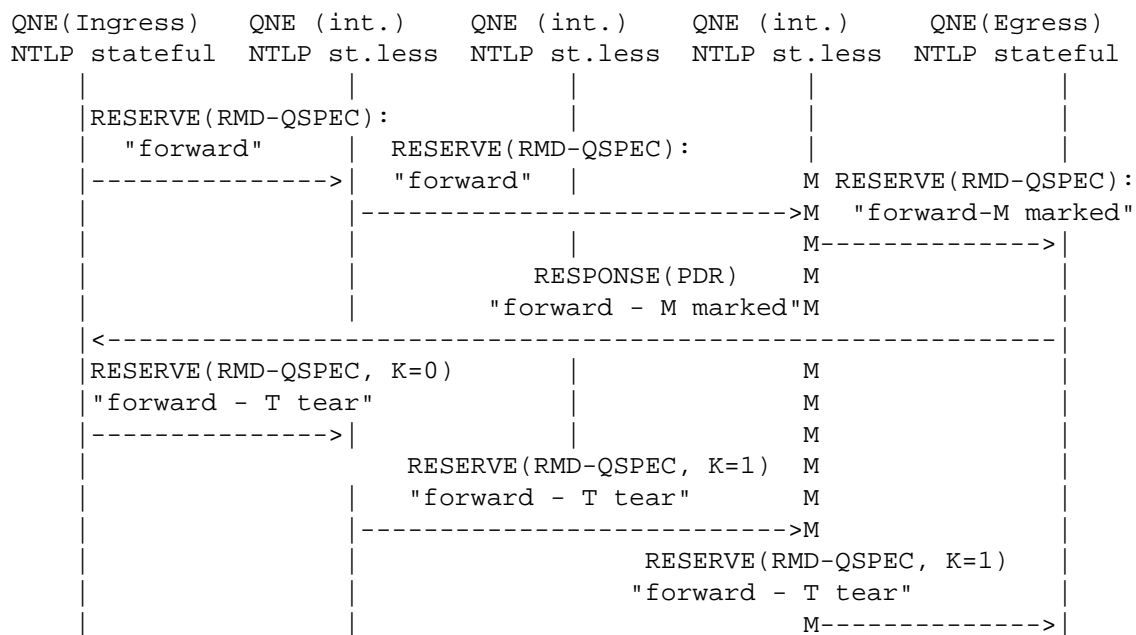 QNE(Ingress) QNE (int.) QNE (int.) QNE (int.) QNE(Egress)
NTLP stateful NTLP st.less NTLP st.less NTLP st.less NTLP stateful
RESERVE(RMD-QSPEC):
"forward" RESERVE(RMD-QSPEC):
"forward" M RESERVE(RMD-QSPEC):
M "forward-M marked"
M
RESPONSE(PDR) M
"forward - M marked"M
RESERVE(RMD-QSPEC, K=0) M
"forward - T tear" M
M
RESERVE(RMD-QSPEC, K=1) M
"forward - T tear" M
M
RESERVE(RMD-QSPEC, K=1)
"forward - T tear"
M